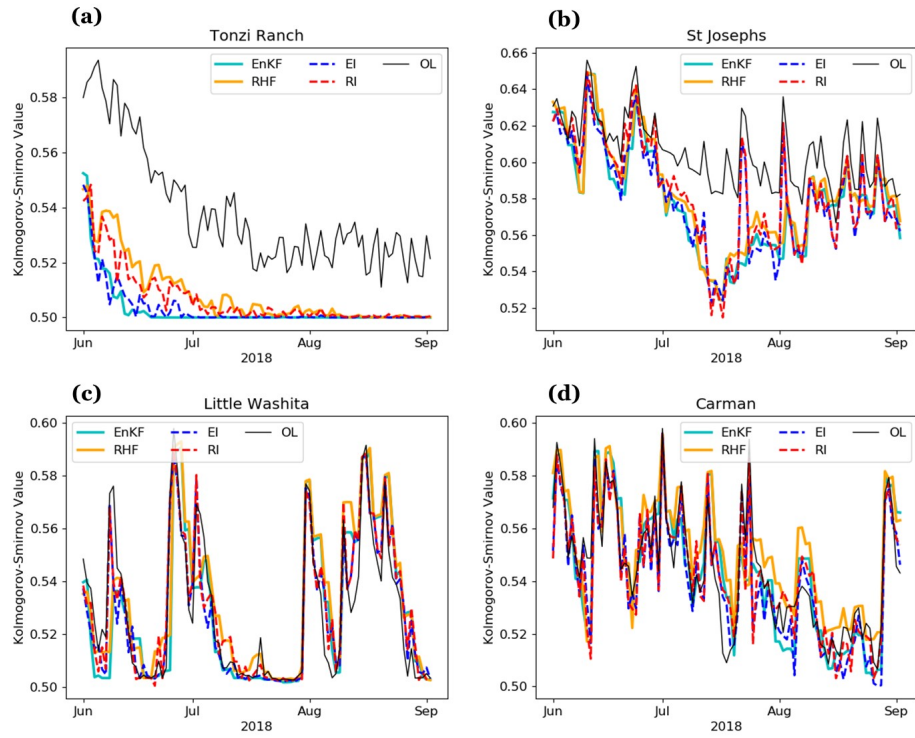 (a)
Tonzi Ranch
EnKF EI OL
RHF RI
Kolmogorov-Smirnov Value
0.58
0.56
0.54
0.52
0.50
Jun Jul Aug Sep
2018
(b)
St Josephs
EnKF EI OL
RHF RI
Kolmogorov-Smirnov Value
0.66
0.64
0.62
0.60
0.58
0.56
0.54
0.52
Jun Jul Aug Sep
2018
(c)
Little Washita
EnKF EI OL
RHF RI
Kolmogorov-Smirnov Value
0.60
0.58
0.56
0.54
0.52
0.50
Jun Jul Aug Sep
2018
(d)
Carman
EnKF EI OL
RHF RI
Kolmogorov-Smirnov Value
0.60
0.58
0.56
0.54
0.52
0.50
Jun Jul Aug Sep
2018